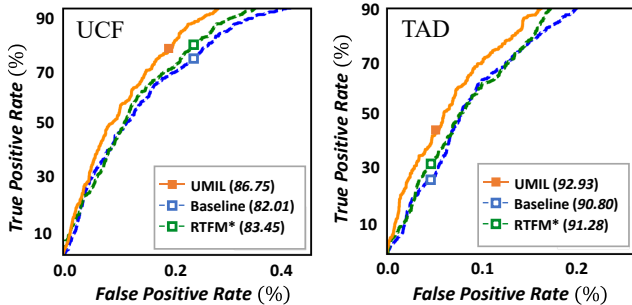 UCF
True Positive Rate (%)
90
70
50
30
10
UMIL (86.75)
Baseline (82.01)
RTFM* (83.45)
0.0 0.2 0.4
False Positive Rate (%)
TAD
True Positive Rate (%)
90
70
50
30
10
UMIL (92.93)
Baseline (90.80)
RTFM* (91.28)
0.0 0.1 0.2
False Positive Rate (%)